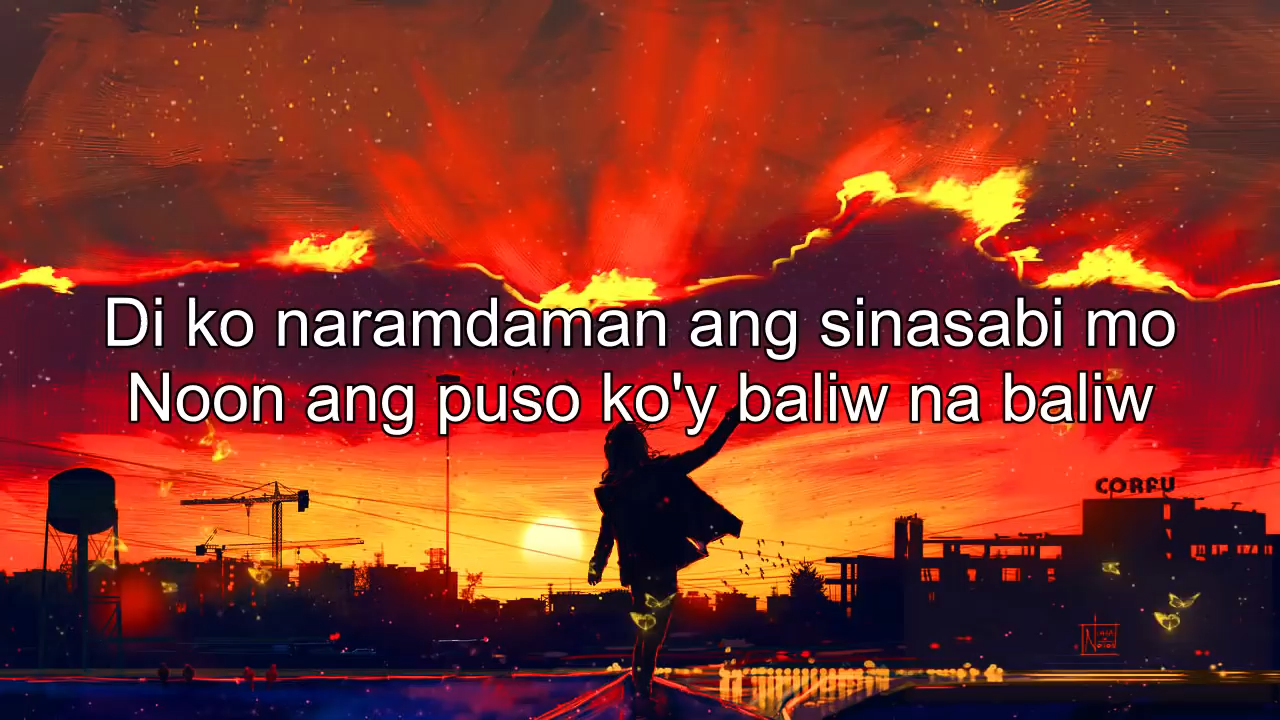 Di ko naramdaman ang sinasabi mo
Noon ang puso ko'y baliw na baliw
CORFU